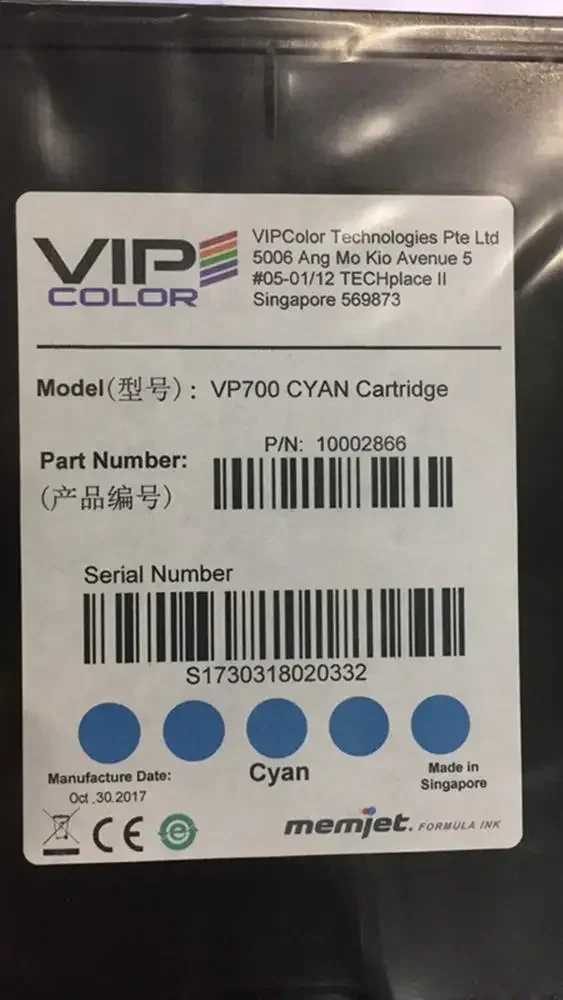 VIP
COLOR
VIPColor Technologies Pte Ltd
5006 Ang Mo Kio Avenue 5
#05-01/12 TECHplace II
Singapore 569873
Model(型号): VP700 CYAN Cartridge
P/N: 10002866
Part Number:
(产品编号)
Serial Number
S1730318020332
Manufacture Date:
Oct .30.2017
Cyan
Made in
Singapore
CE
e
memjet. FORMULA INK